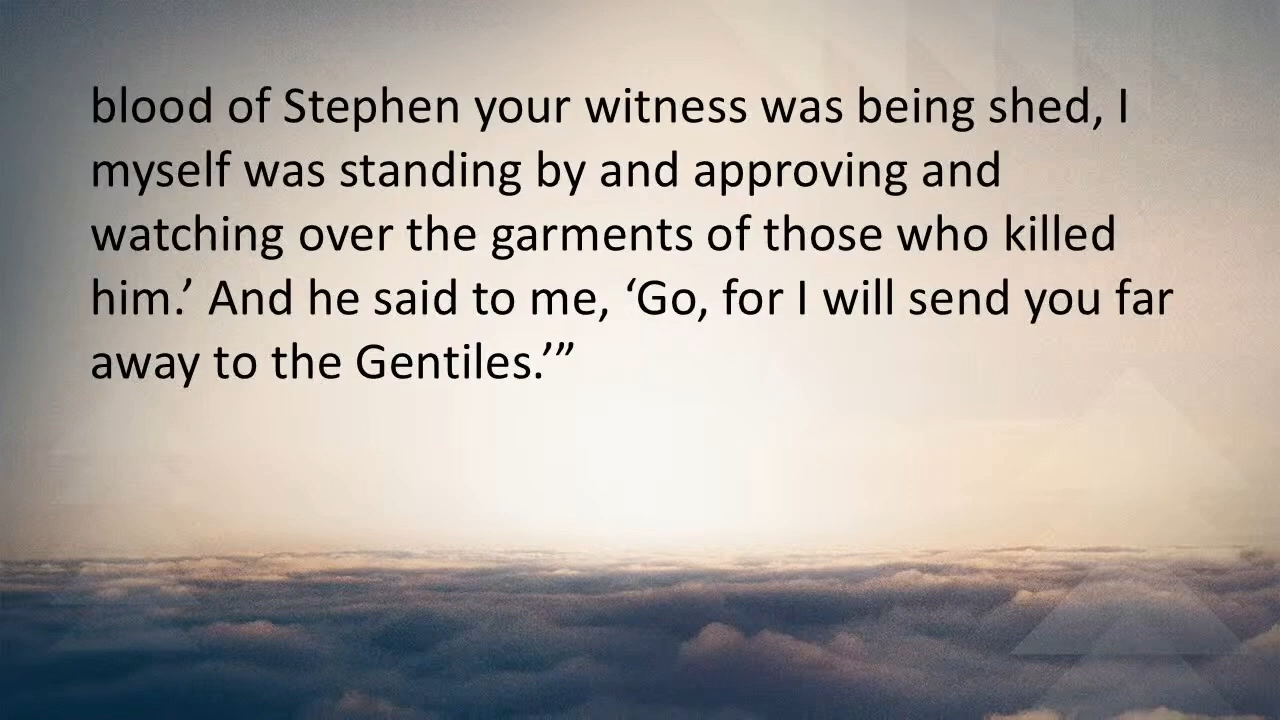 blood of Stephen your witness was being shed, I
myself was standing by and approving and
watching over the garments of those who killed
him.’ And he said to me, ‘Go, for I will send you far
away to the Gentiles.’”